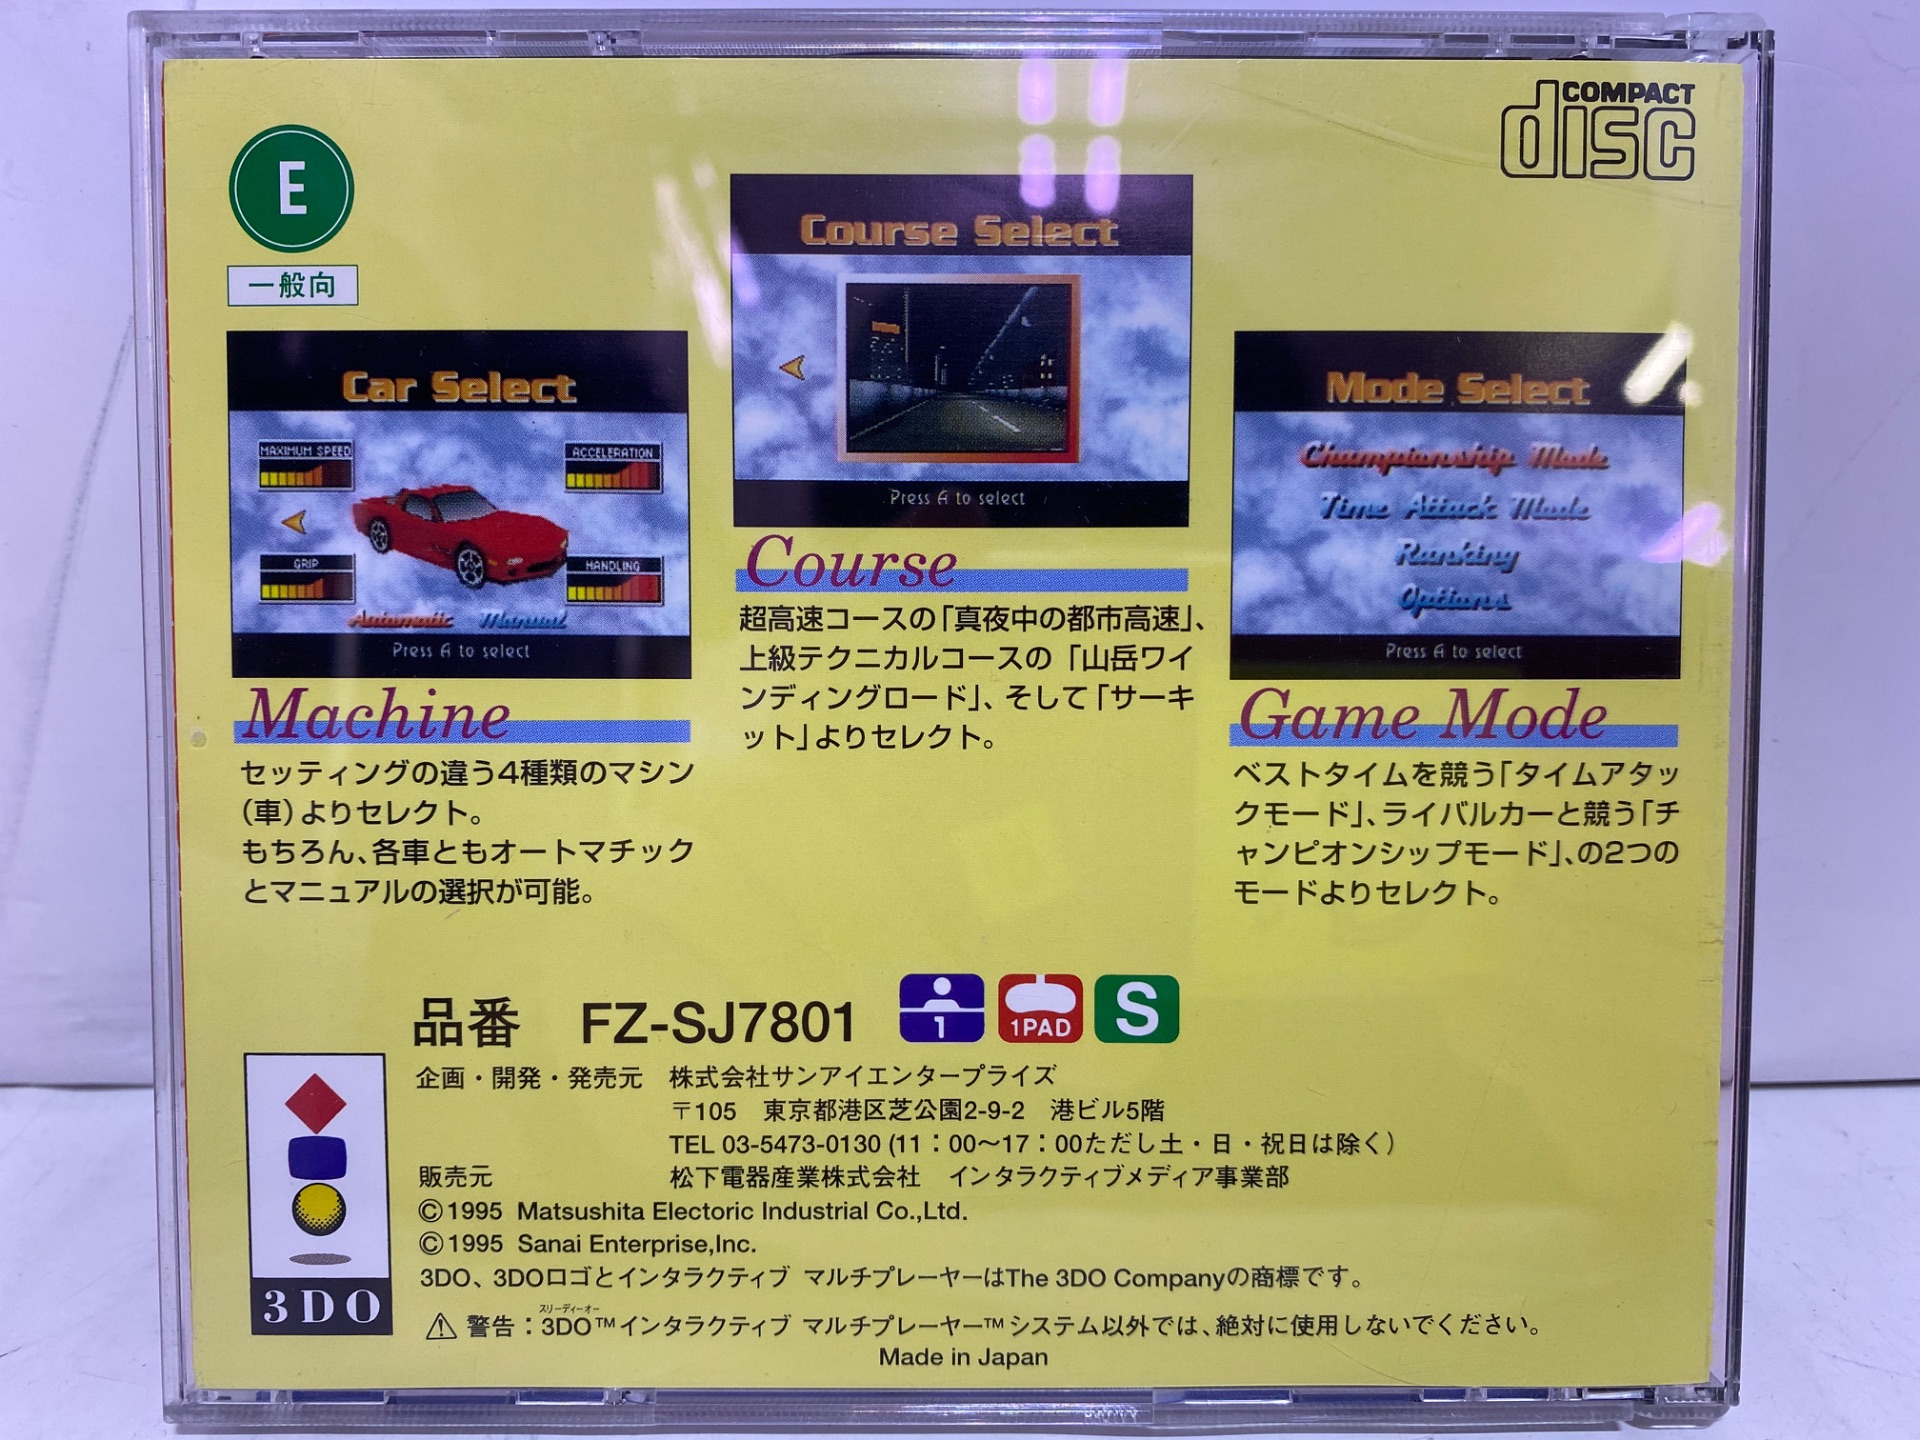 COMPACT
disc
E
一般向
Car Select
MAXIMUM SPEED
ACCELERATION
GRIP
HANDLING
Automatic Manual
Press A to select
Machine
セッティングの違う4種類のマシン
(車)よりセレクト。
もちろん、各車ともオートマチック
とマニュアルの選択が可能。
Course Select
Press A to select
Course
超高速コースの「真夜中の都市高速」、
上級テクニカルコースの「山岳ワイ
ンディングロード」、そして「サーキ
ット」よりセレクト。
Mode Select
Championship Mode
Time Attack Mode
Ranking
Options
Press A to select
Game Mode
ベストタイムを競う「タイムアタッ
クモード」、ライバルカーと競う「チ
ャンピオンシップモード」、の2つの
モードよりセレクト。
品番 FZ-SJ7801
1
1PAD
S
企画・開発・発売元 株式会社サンアイエンタープライズ
〒105 東京都港区芝公園2-9-2 港ビル5階
TEL 03-5473-0130 (11：00〜17：00ただし土・日・祝日は除く)
販売元 松下電器産業株式会社 インタラクティブメディア事業部
©1995 Matsushita Electoric Industrial Co.,Ltd.
©1995 Sanai Enterprise,Inc.
3DO、3DOロゴとインタラクティブ マルチプレーヤーはThe 3DO Companyの商標です。
スリーディーオー
⚠ 警告：3DO™インタラクティブ マルチプレーヤー™システム以外では、絶対に使用しないでください。
Made in Japan
3DO